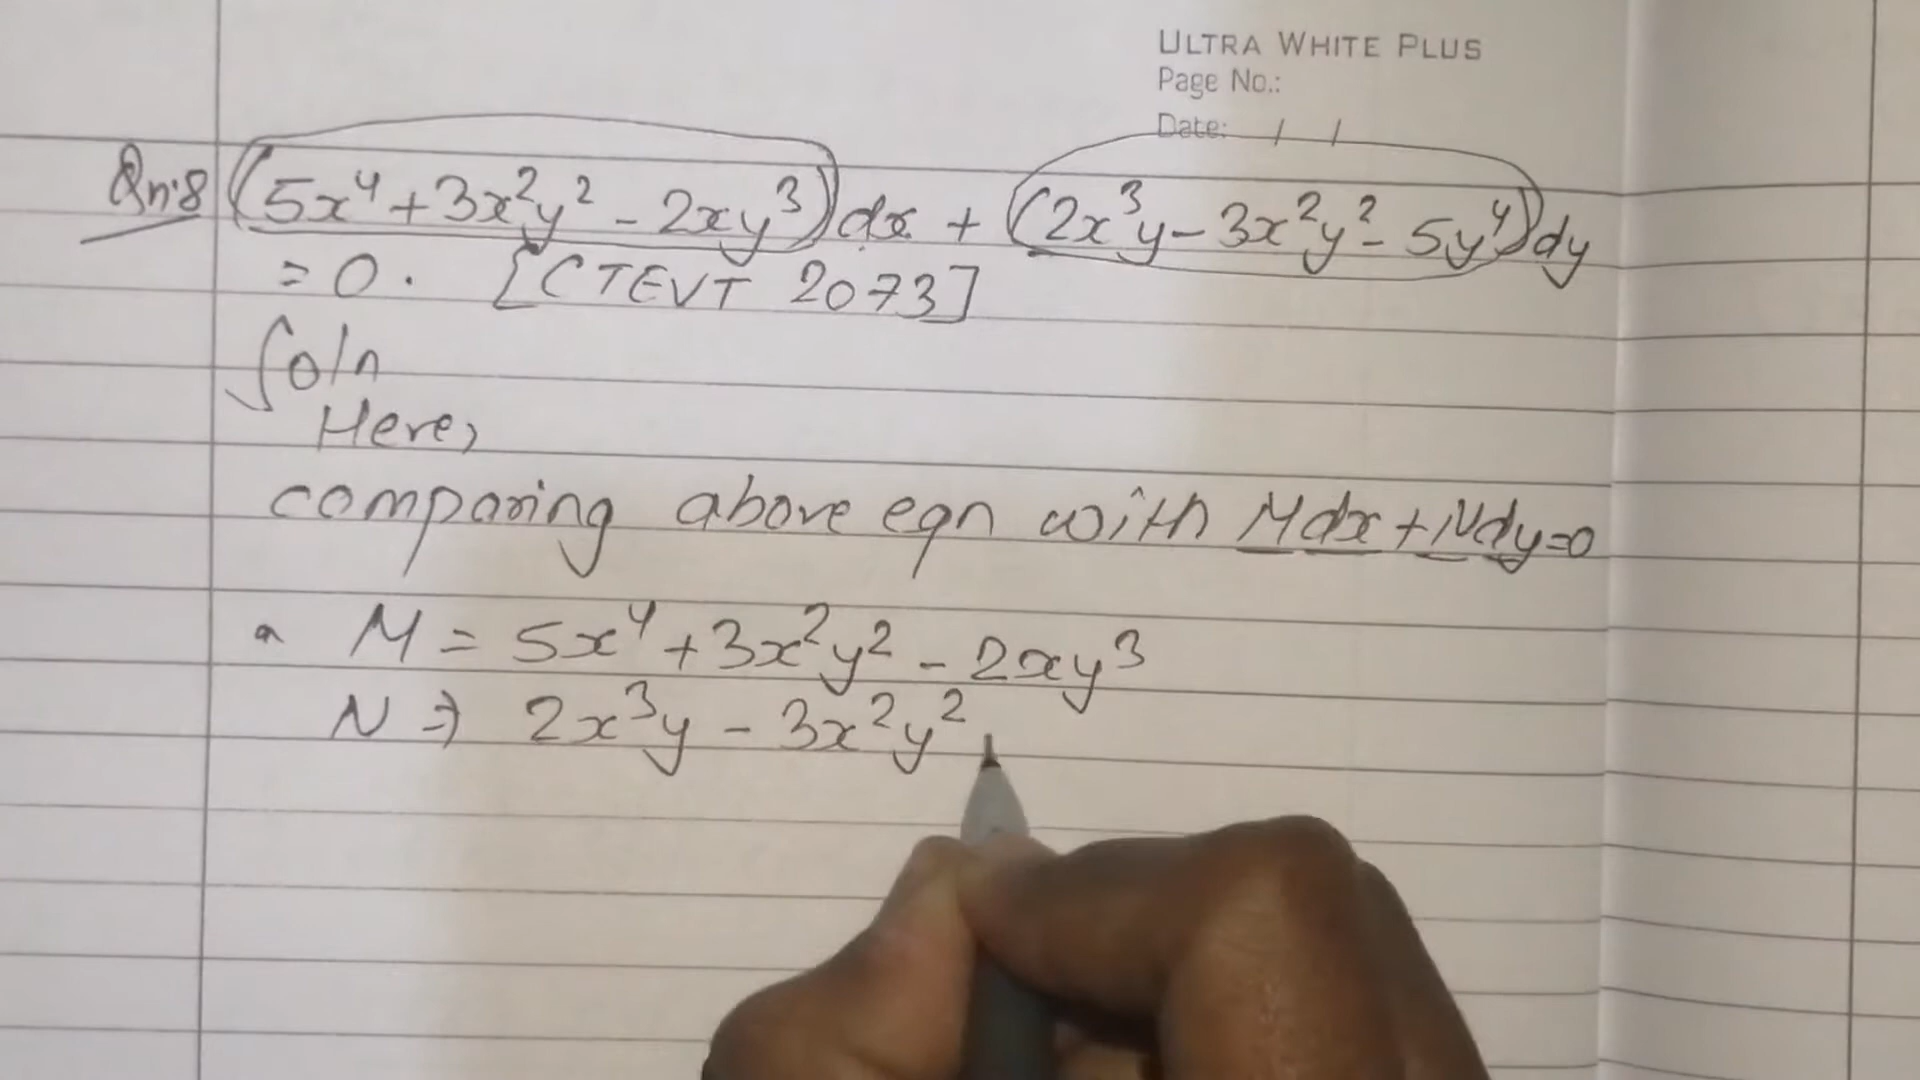 ULTRA WHITE PLUS
Page No.:
Date: / /
Qn.8 (5x⁴ + 3x²y² - 2xy³)dx + (2x³y - 3x²y² - 5y⁴)dy
= 0. [CTEVT 2073]
Soln
Here,
comparing above eqn with Mdx + Ndy=0
M = 5x⁴ + 3x²y² - 2xy³
N ⇒ 2x³y - 3x²y²